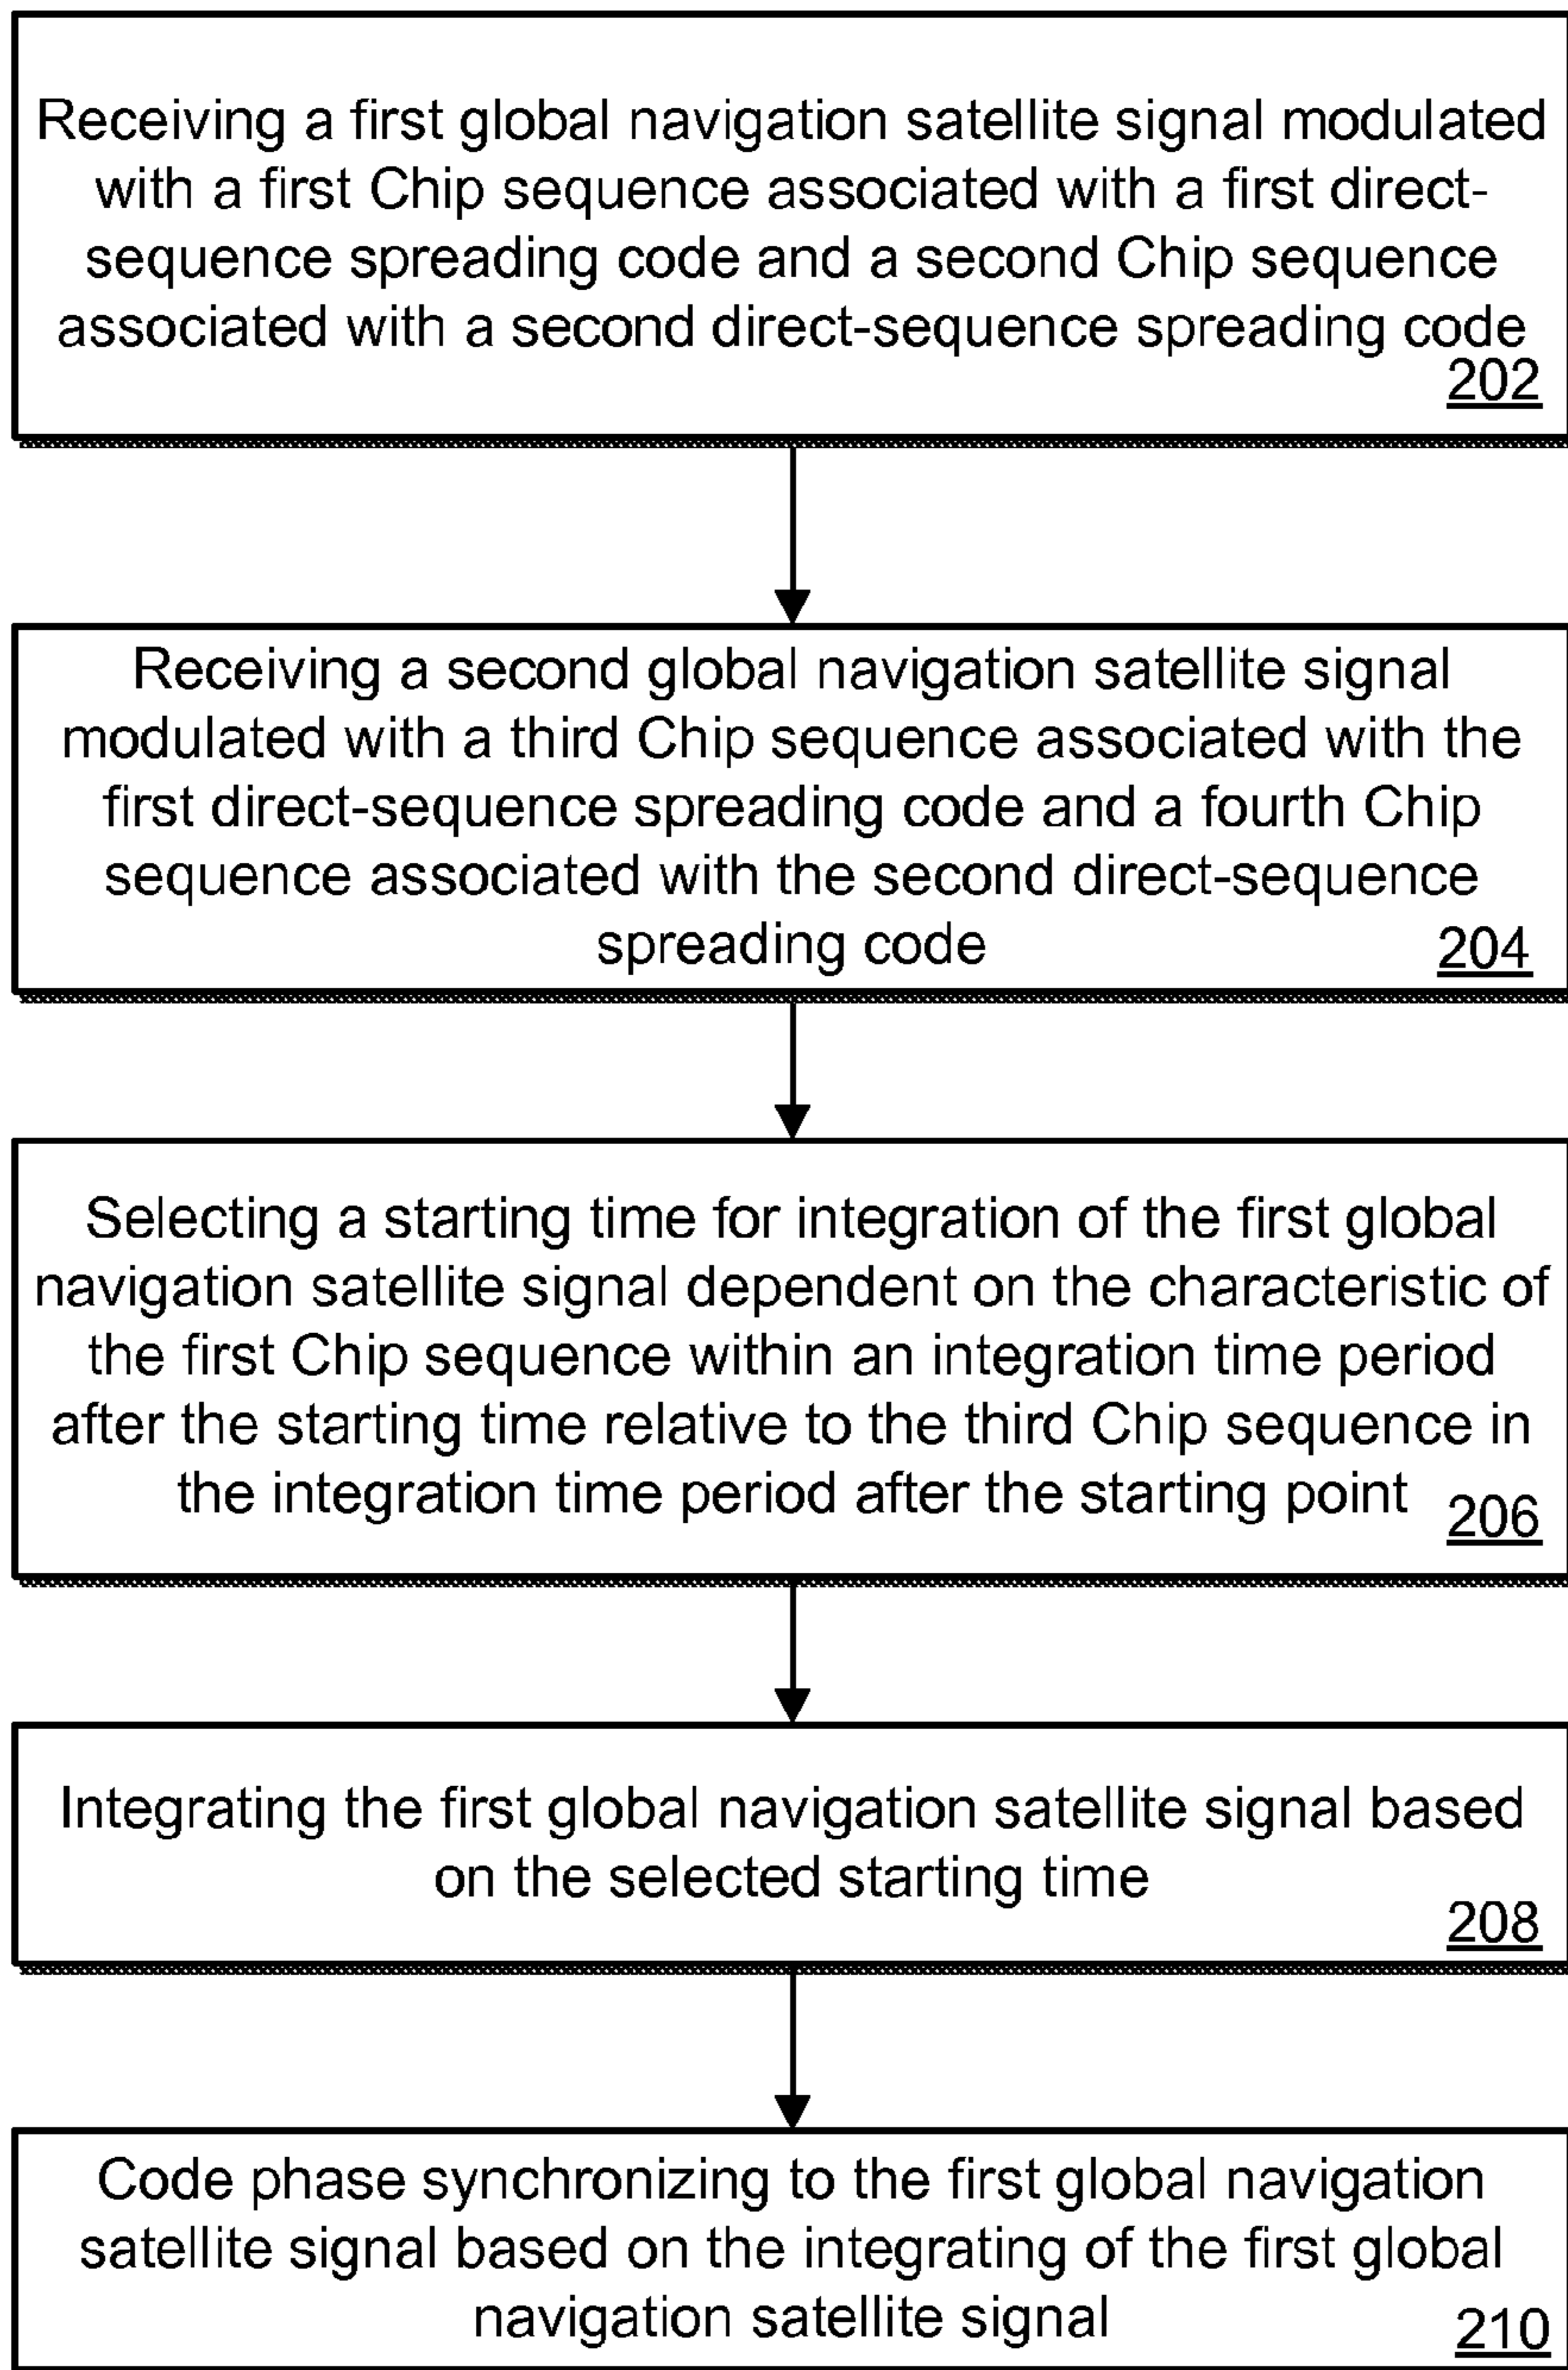 Receiving a first global navigation satellite signal modulated
with a first Chip sequence associated with a first direct-
sequence spreading code and a second Chip sequence
associated with a second direct-sequence spreading code
202
Receiving a second global navigation satellite signal
modulated with a third Chip sequence associated with the
first direct-sequence spreading code and a fourth Chip
sequence associated with the second direct-sequence
spreading code 204
Selecting a starting time for integration of the first global
navigation satellite signal dependent on the characteristic of
the first Chip sequence within an integration time period
after the starting time relative to the third Chip sequence in
the integration time period after the starting point 206
Integrating the first global navigation satellite signal based
on the selected starting time
208
Code phase synchronizing to the first global navigation
satellite signal based on the integrating of the first global
navigation satellite signal 210